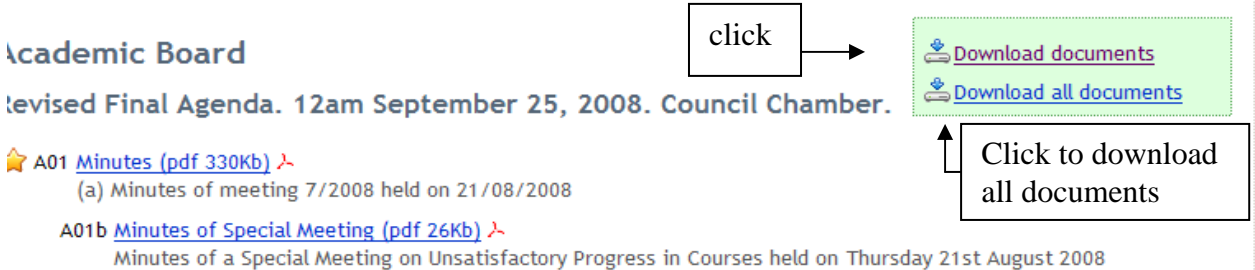 click
Download documents
Academic Board
Download all documents
Revised Final Agenda. 12am September 25, 2008. Council Chamber.
Click to download
all documents
A01 Minutes (pdf 330Kb)
(a) Minutes of meeting 7/2008 held on 21/08/2008
A01b Minutes of Special Meeting (pdf 26Kb)
Minutes of a Special Meeting on Unsatisfactory Progress in Courses held on Thursday 21st August 2008